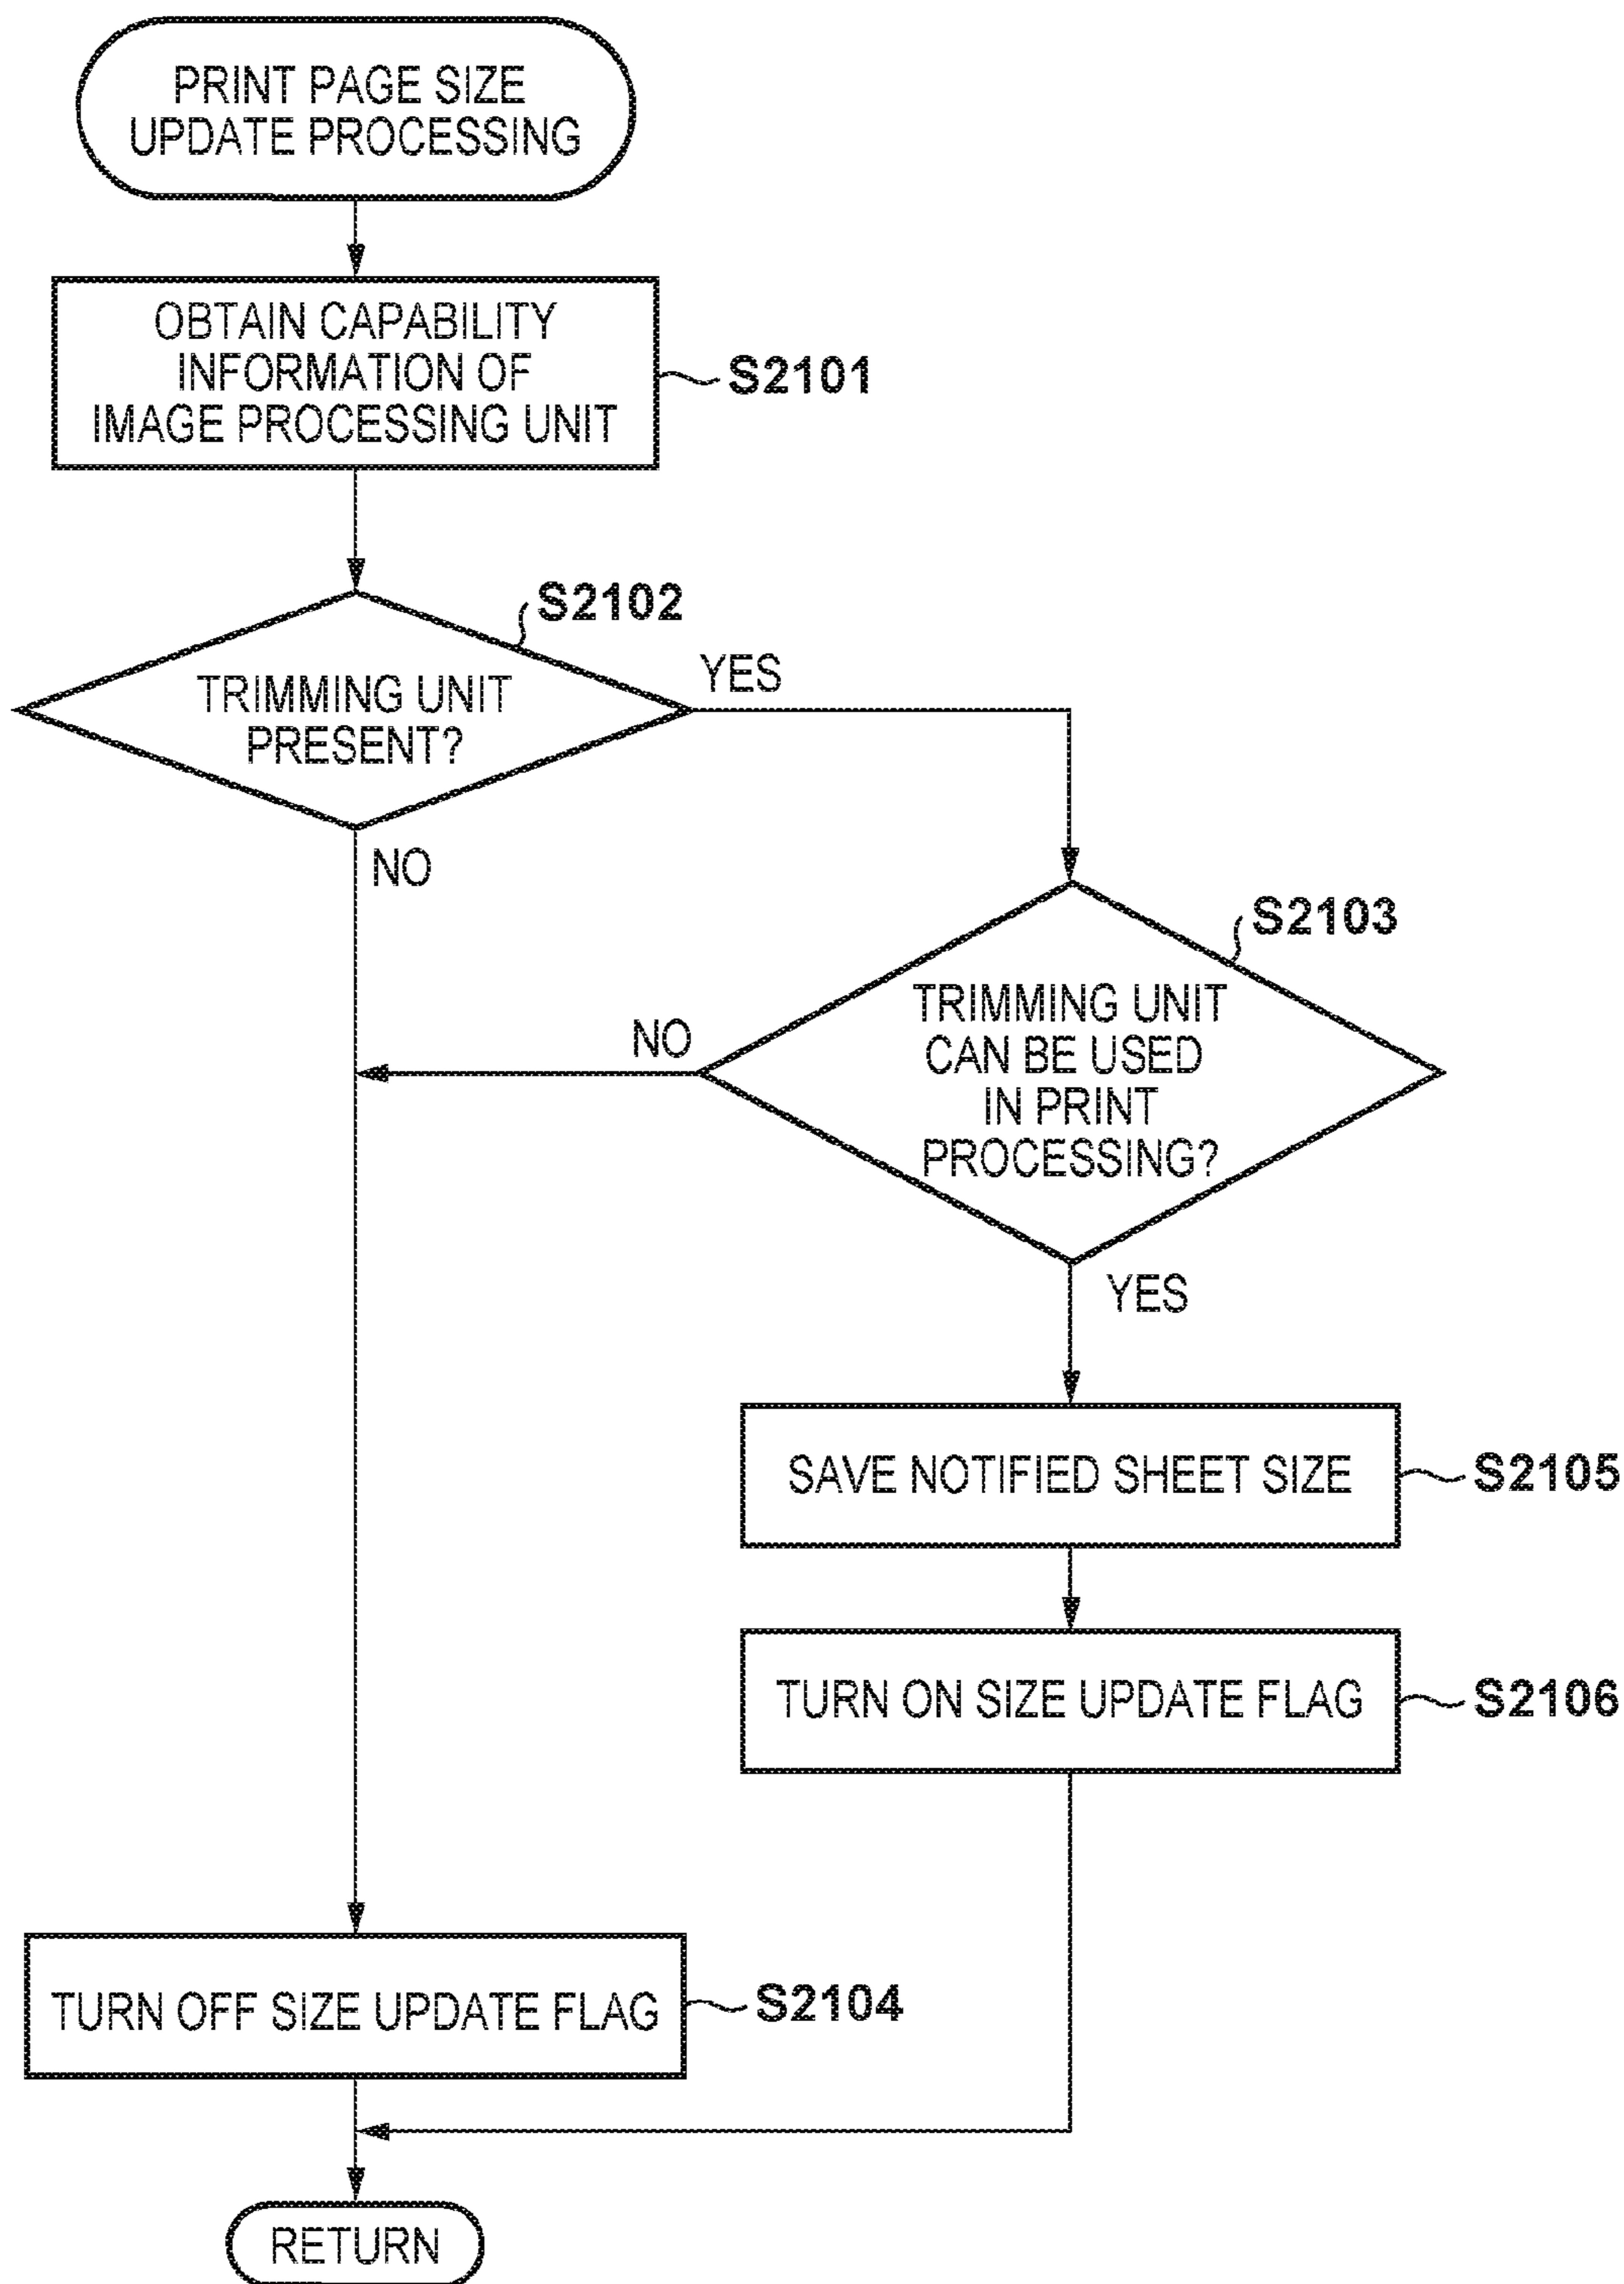 PRINT PAGE SIZE
UPDATE PROCESSING
OBTAIN CAPABILITY
INFORMATION OF
IMAGE PROCESSING UNIT
S2101
S2102
TRIMMING UNIT
PRESENT?
YES
NO
S2103
TRIMMING UNIT
CAN BE USED
IN PRINT
PROCESSING?
NO
YES
SAVE NOTIFIED SHEET SIZE
S2105
TURN ON SIZE UPDATE FLAG
S2106
TURN OFF SIZE UPDATE FLAG
S2104
RETURN